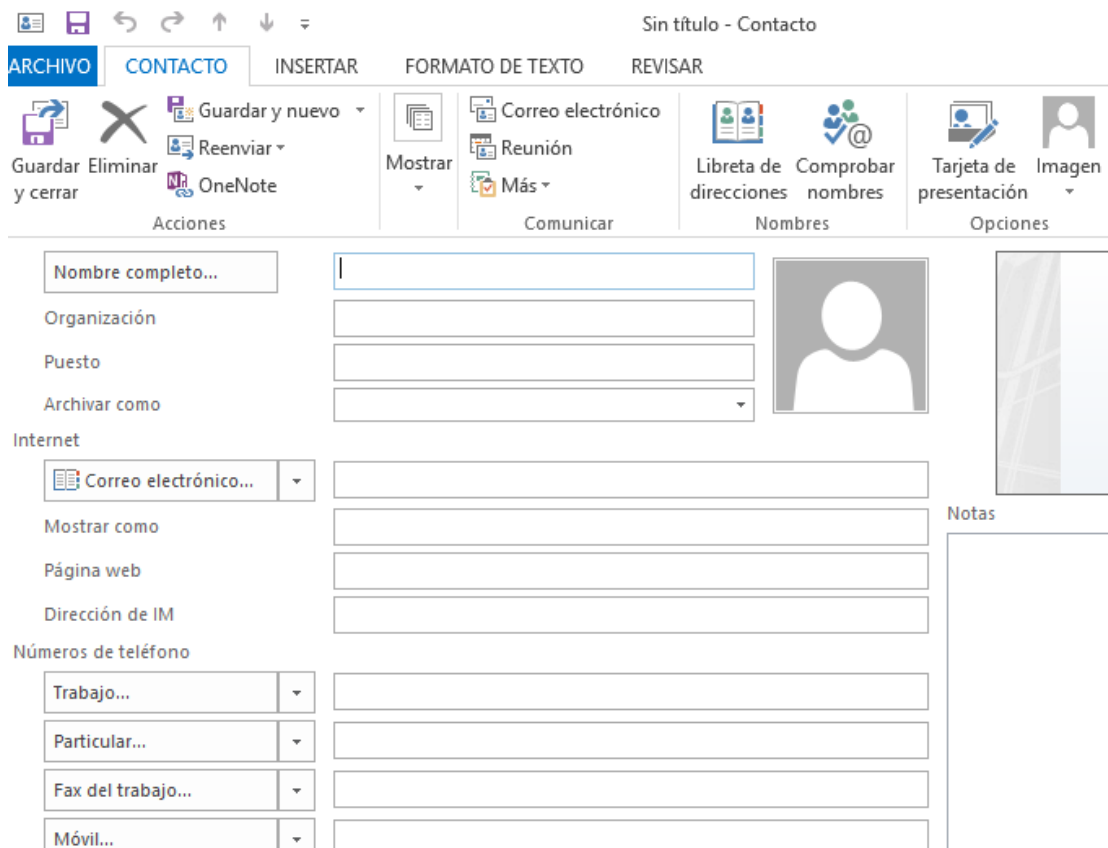 Sin título - Contacto
ARCHIVO CONTACTO INSERTAR FORMATO DE TEXTO REVISAR
Guardar y cerrar
Eliminar
Guardar y nuevo
Reenviar
OneNote
Acciones
Mostrar
Correo electrónico
Reunión
Más
Comunicar
Libreta de direcciones
Comprobar nombres
Nombres
Tarjeta de presentación
Imagen
Opciones
Nombre completo...
Organización
Puesto
Archivar como
Internet
Correo electrónico...
Mostrar como
Página web
Dirección de IM
Notas
Números de teléfono
Trabajo...
Particular...
Fax del trabajo...
Móvil...